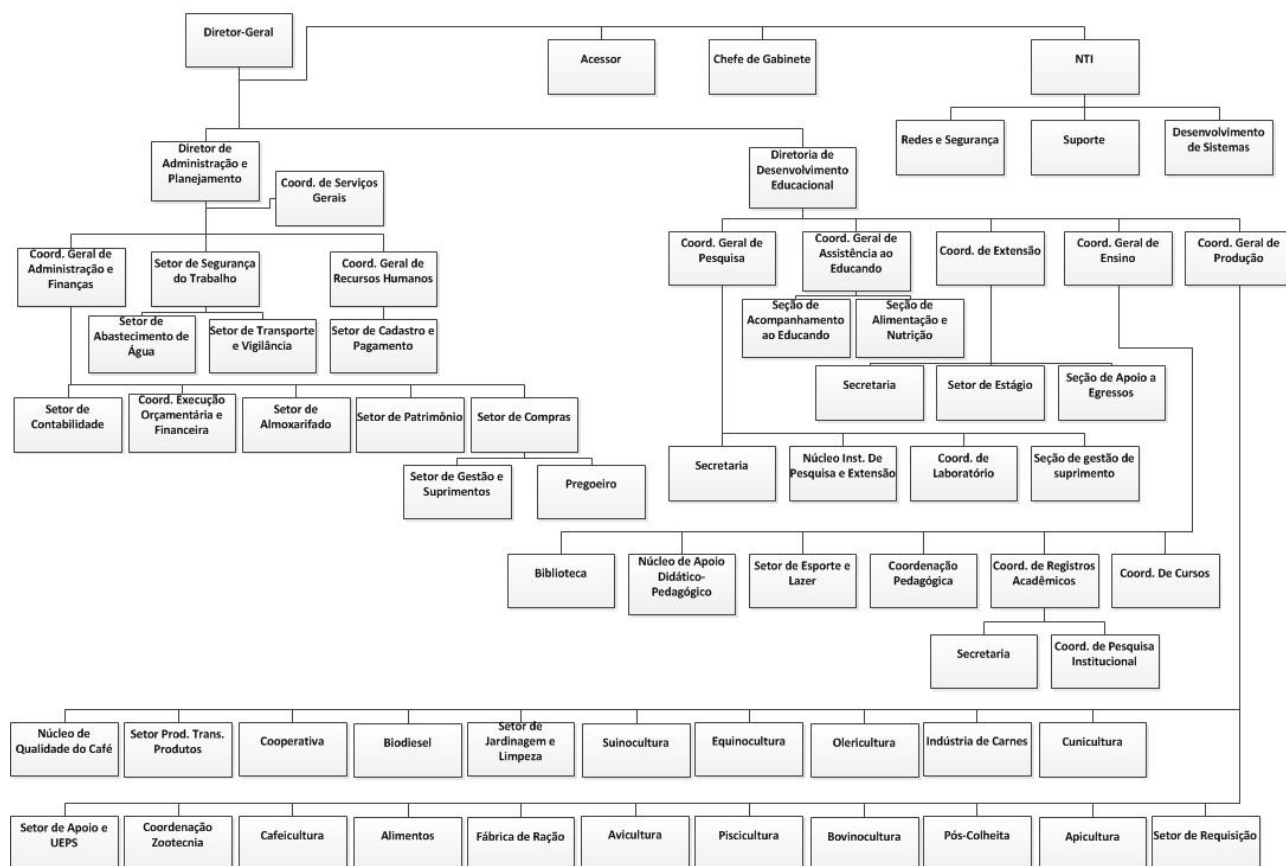 Diretor-Geral
Acessor
Chefe de Gabinete
NTI
Redes e Segurança
Suporte
Desenvolvimento
de Sistemas
Diretor de
Administração e
Planejamento
Diretoria de
Desenvolvimento
Educacional
Coord. de Serviços
Gerais
Coord. Geral de
Administração e
Finanças
Setor de Segurança
do Trabalho
Coord. Geral de
Recursos Humanos
Coord. Geral de
Pesquisa
Coord. Geral de
Assistência ao
Educando
Coord. de Extensão
Coord. Geral de
Ensino
Coord. Geral de
Produção
Setor de
Abastecimento de
Água
Setor de Transporte
e Vigilância
Setor de Cadastro e
Pagamento
Seção de
Acompanhamento
ao Educando
Seção de
Alimentação e
Nutrição
Secretaria
Setor de Estágio
Seção de Apoio a
Egressos
Setor de
Contabilidade
Coord. Execução
Orçamentária e
Financeira
Setor de
Almoxarifado
Setor de Patrimônio
Setor de Compras
Setor de Gestão e
Suprimentos
Pregoeiro
Secretaria
Núcleo Inst. De
Pesquisa e Extensão
Coord. de
Laboratório
Seção de gestão de
suprimento
Biblioteca
Núcleo de Apoio
Didático-
Pedagógico
Setor de Esporte e
Lazer
Coordenação
Pedagógica
Coord. de Registros
Acadêmicos
Coord. De Cursos
Secretaria
Coord. de Pesquisa
Institucional
Núcleo de
Qualidade do Café
Setor Prod. Trans.
Produtos
Cooperativa
Biodiesel
Setor de
Jardinagem e
Limpeza
Suinocultura
Equinocultura
Olericultura
Indústria de Carnes
Cunicultura
Setor de Apoio e
UEPS
Coordenação
Zootecnia
Cafeicultura
Alimentos
Fábrica de Ração
Avicultura
Piscicultura
Bovinocultura
Pós-Colheita
Apicultura
Setor de Requisição